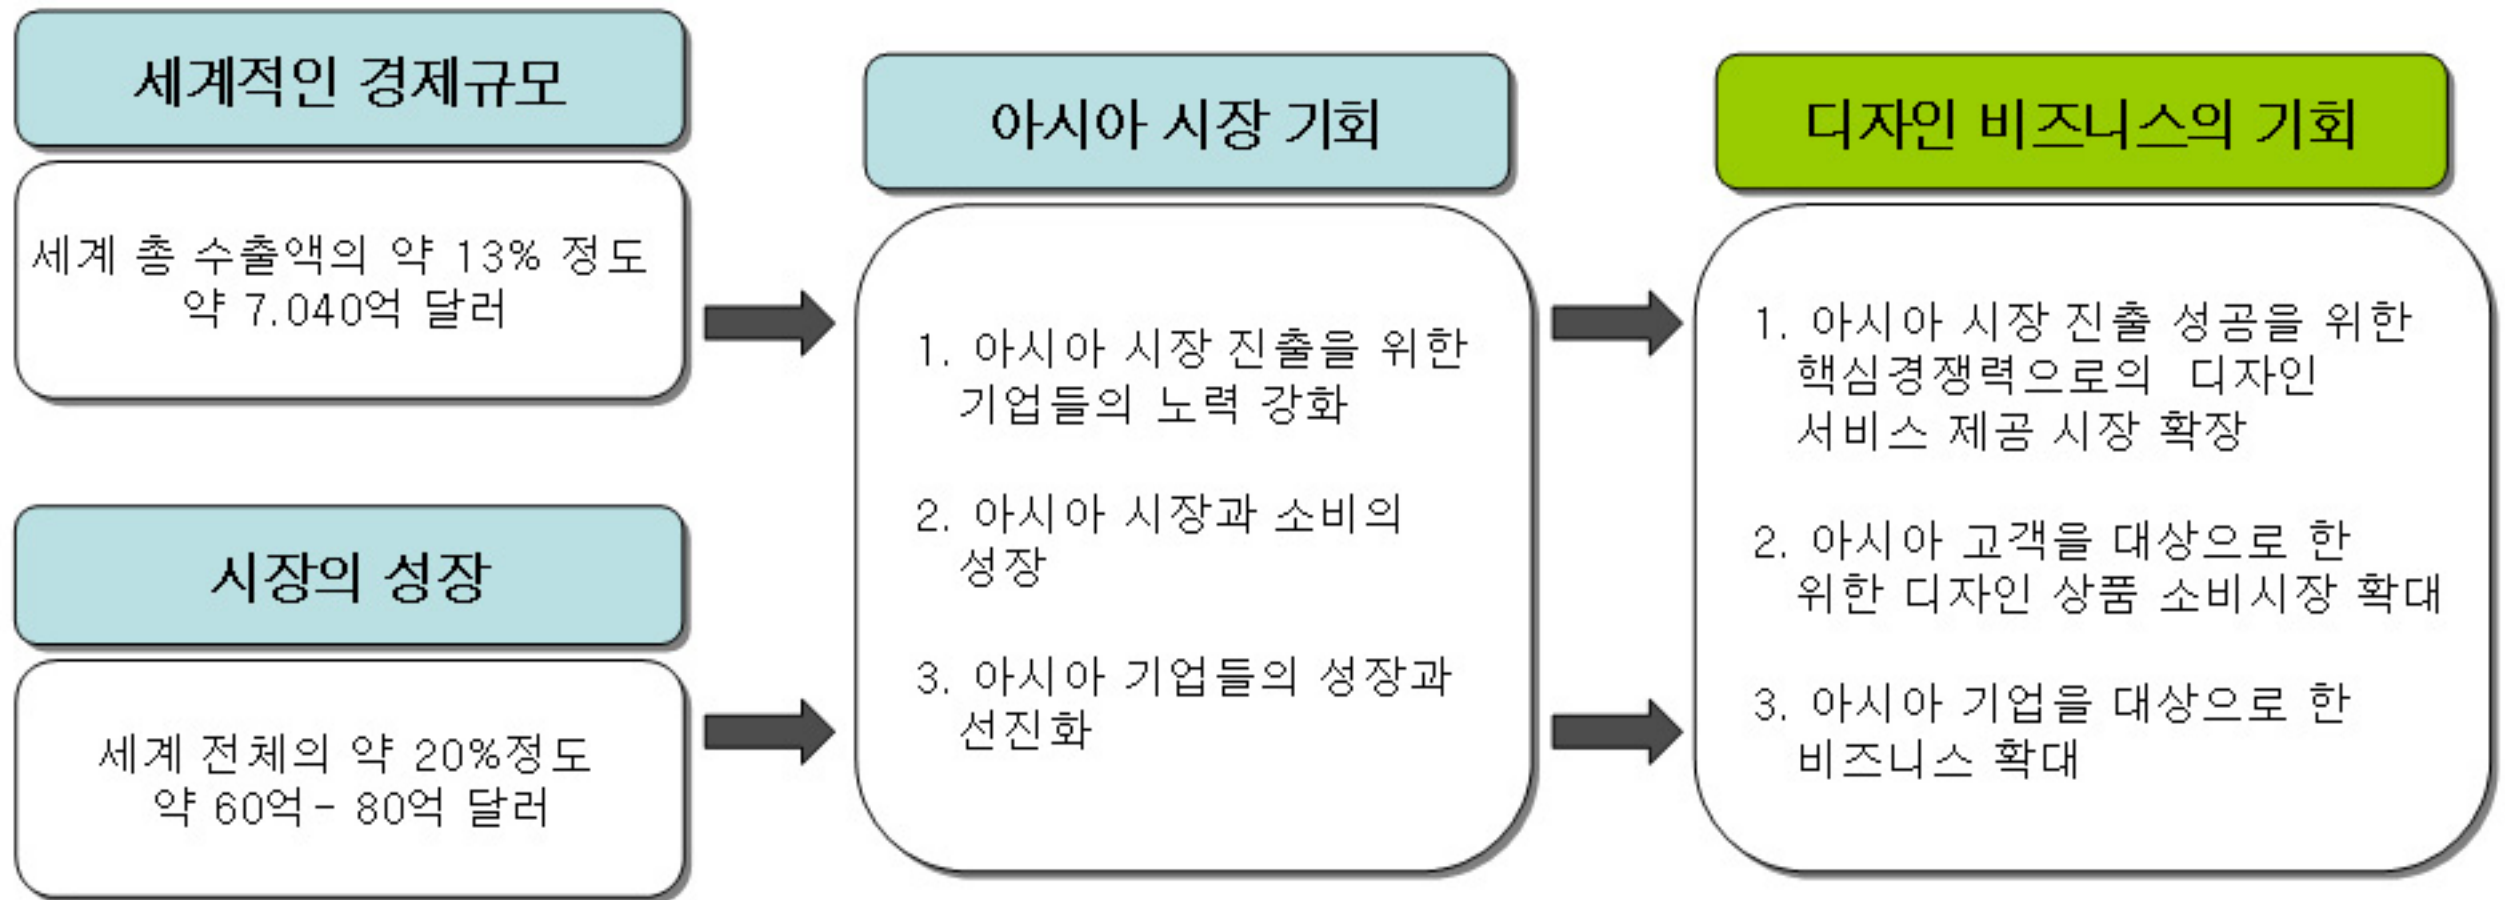 세계적인 경제규모
세계 총 수출액의 약 13% 정도
약 7.040억 달러
시장의 성장
세계 전체의 약 20%정도
약 60억- 80억 달러
아시아 시장 기회
1. 아시아 시장 진출을 위한
기업들의 노력 강화
2. 아시아 시장과 소비의
성장
3. 아시아 기업들의 성장과
선진화
디자인 비즈니스의 기회
1. 아시아 시장 진출 성공을 위한
핵심경쟁력으로의 디자인
서비스 제공 시장 확장
2. 아시아 고객을 대상으로 한
위한 디자인 상품 소비시장 확대
3. 아시아 기업을 대상으로 한
비즈니스 확대